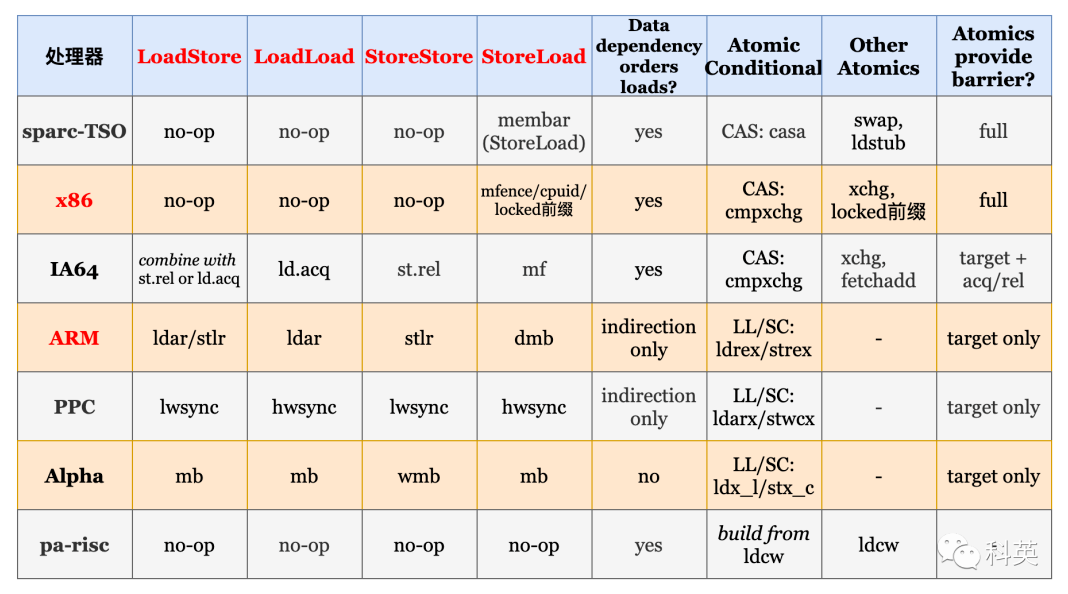 处理器 LoadStore LoadLoad StoreStore StoreLoad Data dependency orders loads? Atomic Conditional Other Atomics Atomics provide barrier?
sparc-TSO no-op no-op no-op membar (StoreLoad) yes CAS: casa swap, ldstub full
x86 no-op no-op no-op mfence/cpuid/ locked前缀 yes CAS: cmpxchg xchg, locked前缀 full
IA64 combine with st.rel or ld.acq ld.acq st.rel mf yes CAS: cmpxchg xchg, fetchadd target + acq/rel
ARM ldar/stlr ldar stlr dmb indirection only LL/SC: ldrex/strex - target only
PPC lwsync hwsync lwsync hwsync indirection only LL/SC: ldarx/stwcx - target only
Alpha mb mb wmb mb no LL/SC: ldx_l/stx_c - target only
pa-risc no-op no-op no-op no-op yes build from ldcw ldcw
科英